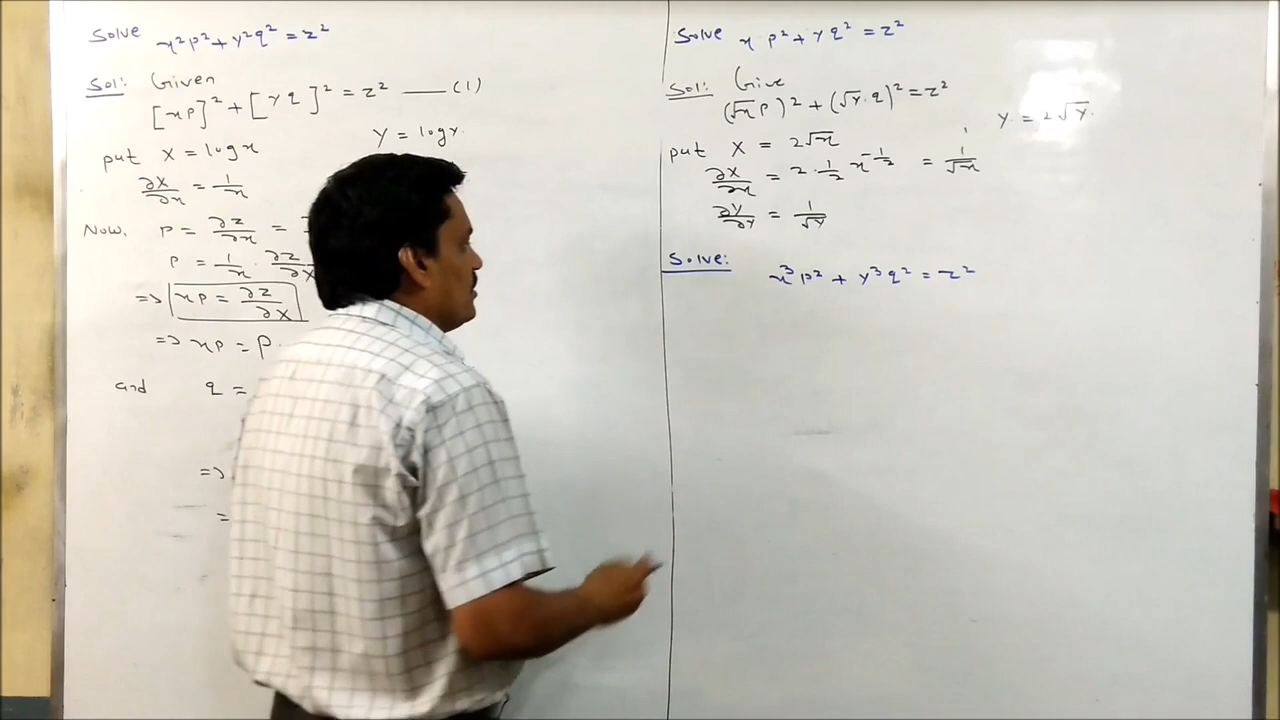 Solve x²p² + y²q² = z²
Sol: Given
[xp]² + [yq]² = z² —— (1)
put X = logx Y = logy.
∂X/∂x = 1/x
Now, P = ∂z/∂x =
P = 1/x · ∂z/∂X
=> xp = ∂z/∂X
=> xp = P.
and q =
=>
=
Solve x p² + y q² = z²
Sol: Give
(√x p)² + (√y · q)² = z²
put X = 2√x Y = 2√y.
∂X/∂x = 2 · 1/2 x^-1/2 = 1/√x
∂Y/∂y = 1/√y
Solve: x³p² + y³q² = z²